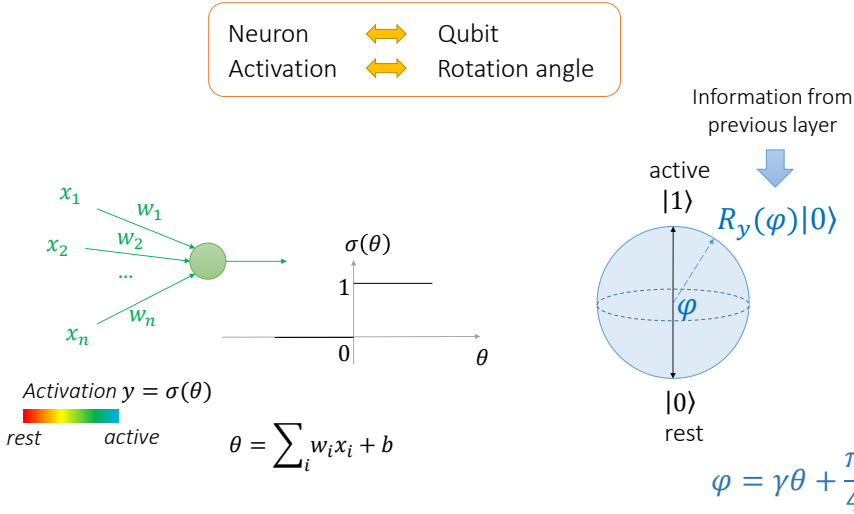 Neuron ⟺ Qubit
Activation ⟺ Rotation angle
Information from
previous layer
active
|1⟩
R_y(φ)|0⟩
x_1
w_1
x_2
w_2
...
x_n
w_n
σ(θ)
1
0
θ
φ
|0⟩
rest
Activation y = σ(θ)
rest active
θ = ∑_i w_i x_i + b
φ = γθ + π/4